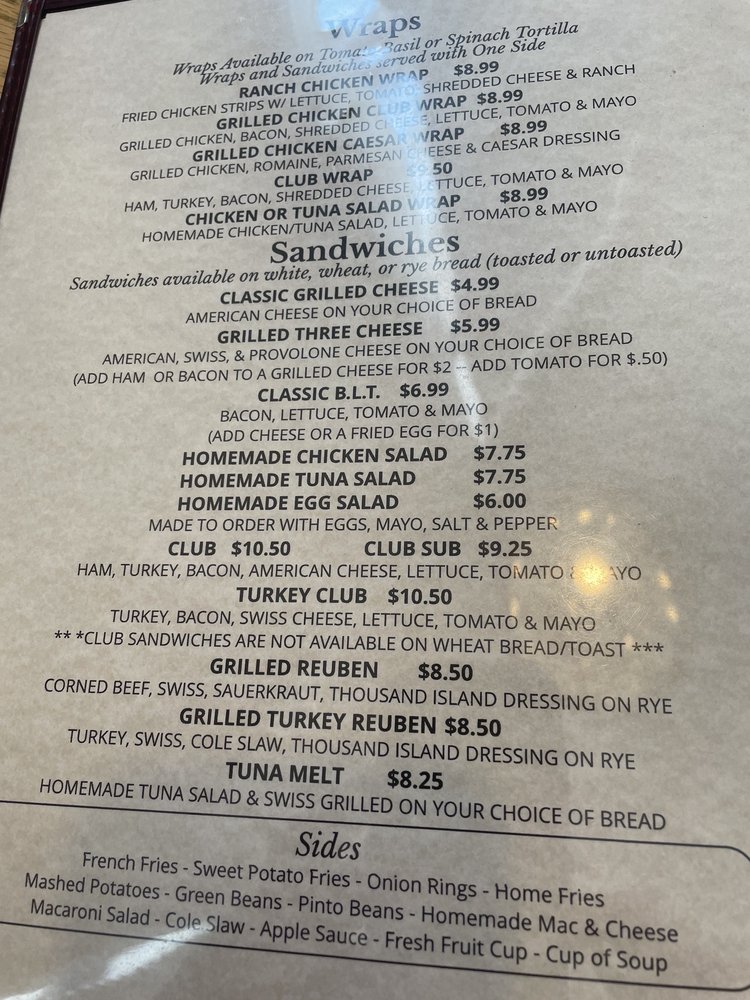 Wraps
Wraps Available on Tomato Basil or Spinach Tortilla
Wraps and Sandwiches served with One Side
RANCH CHICKEN WRAP $8.99
FRIED CHICKEN STRIPS W/ LETTUCE, TOMATO, SHREDDED CHEESE & RANCH
GRILLED CHICKEN CLUB WRAP $8.99
GRILLED CHICKEN, BACON, SHREDDED CHEESE, LETTUCE, TOMATO & MAYO
GRILLED CHICKEN CAESAR WRAP $8.99
GRILLED CHICKEN, ROMAINE, PARMESAN CHEESE & CAESAR DRESSING
CLUB WRAP $9.50
HAM, TURKEY, BACON, SHREDDED CHEESE, LETTUCE, TOMATO & MAYO
CHICKEN OR TUNA SALAD WRAP $8.99
HOMEMADE CHICKEN/TUNA SALAD, LETTUCE, TOMATO & MAYO
Sandwiches
Sandwiches available on white, wheat, or rye bread (toasted or untoasted)
CLASSIC GRILLED CHEESE $4.99
AMERICAN CHEESE ON YOUR CHOICE OF BREAD
GRILLED THREE CHEESE $5.99
AMERICAN, SWISS, & PROVOLONE CHEESE ON YOUR CHOICE OF BREAD
(ADD HAM OR BACON TO A GRILLED CHEESE FOR $2 -- ADD TOMATO FOR $.50)
CLASSIC B.L.T. $6.99
BACON, LETTUCE, TOMATO & MAYO
(ADD CHEESE OR A FRIED EGG FOR $1)
HOMEMADE CHICKEN SALAD $7.75
HOMEMADE TUNA SALAD $7.75
HOMEMADE EGG SALAD $6.00
MADE TO ORDER WITH EGGS, MAYO, SALT & PEPPER
CLUB $10.50 CLUB SUB $9.25
HAM, TURKEY, BACON, AMERICAN CHEESE, LETTUCE, TOMATO & MAYO
TURKEY CLUB $10.50
TURKEY, BACON, SWISS CHEESE, LETTUCE, TOMATO & MAYO
** *CLUB SANDWICHES ARE NOT AVAILABLE ON WHEAT BREAD/TOAST ***
GRILLED REUBEN $8.50
CORNED BEEF, SWISS, SAUERKRAUT, THOUSAND ISLAND DRESSING ON RYE
GRILLED TURKEY REUBEN $8.50
TURKEY, SWISS, COLE SLAW, THOUSAND ISLAND DRESSING ON RYE
TUNA MELT $8.25
HOMEMADE TUNA SALAD & SWISS GRILLED ON YOUR CHOICE OF BREAD
Sides
French Fries - Sweet Potato Fries - Onion Rings - Home Fries
Mashed Potatoes - Green Beans - Pinto Beans - Homemade Mac & Cheese
Macaroni Salad - Cole Slaw - Apple Sauce - Fresh Fruit Cup - Cup of Soup